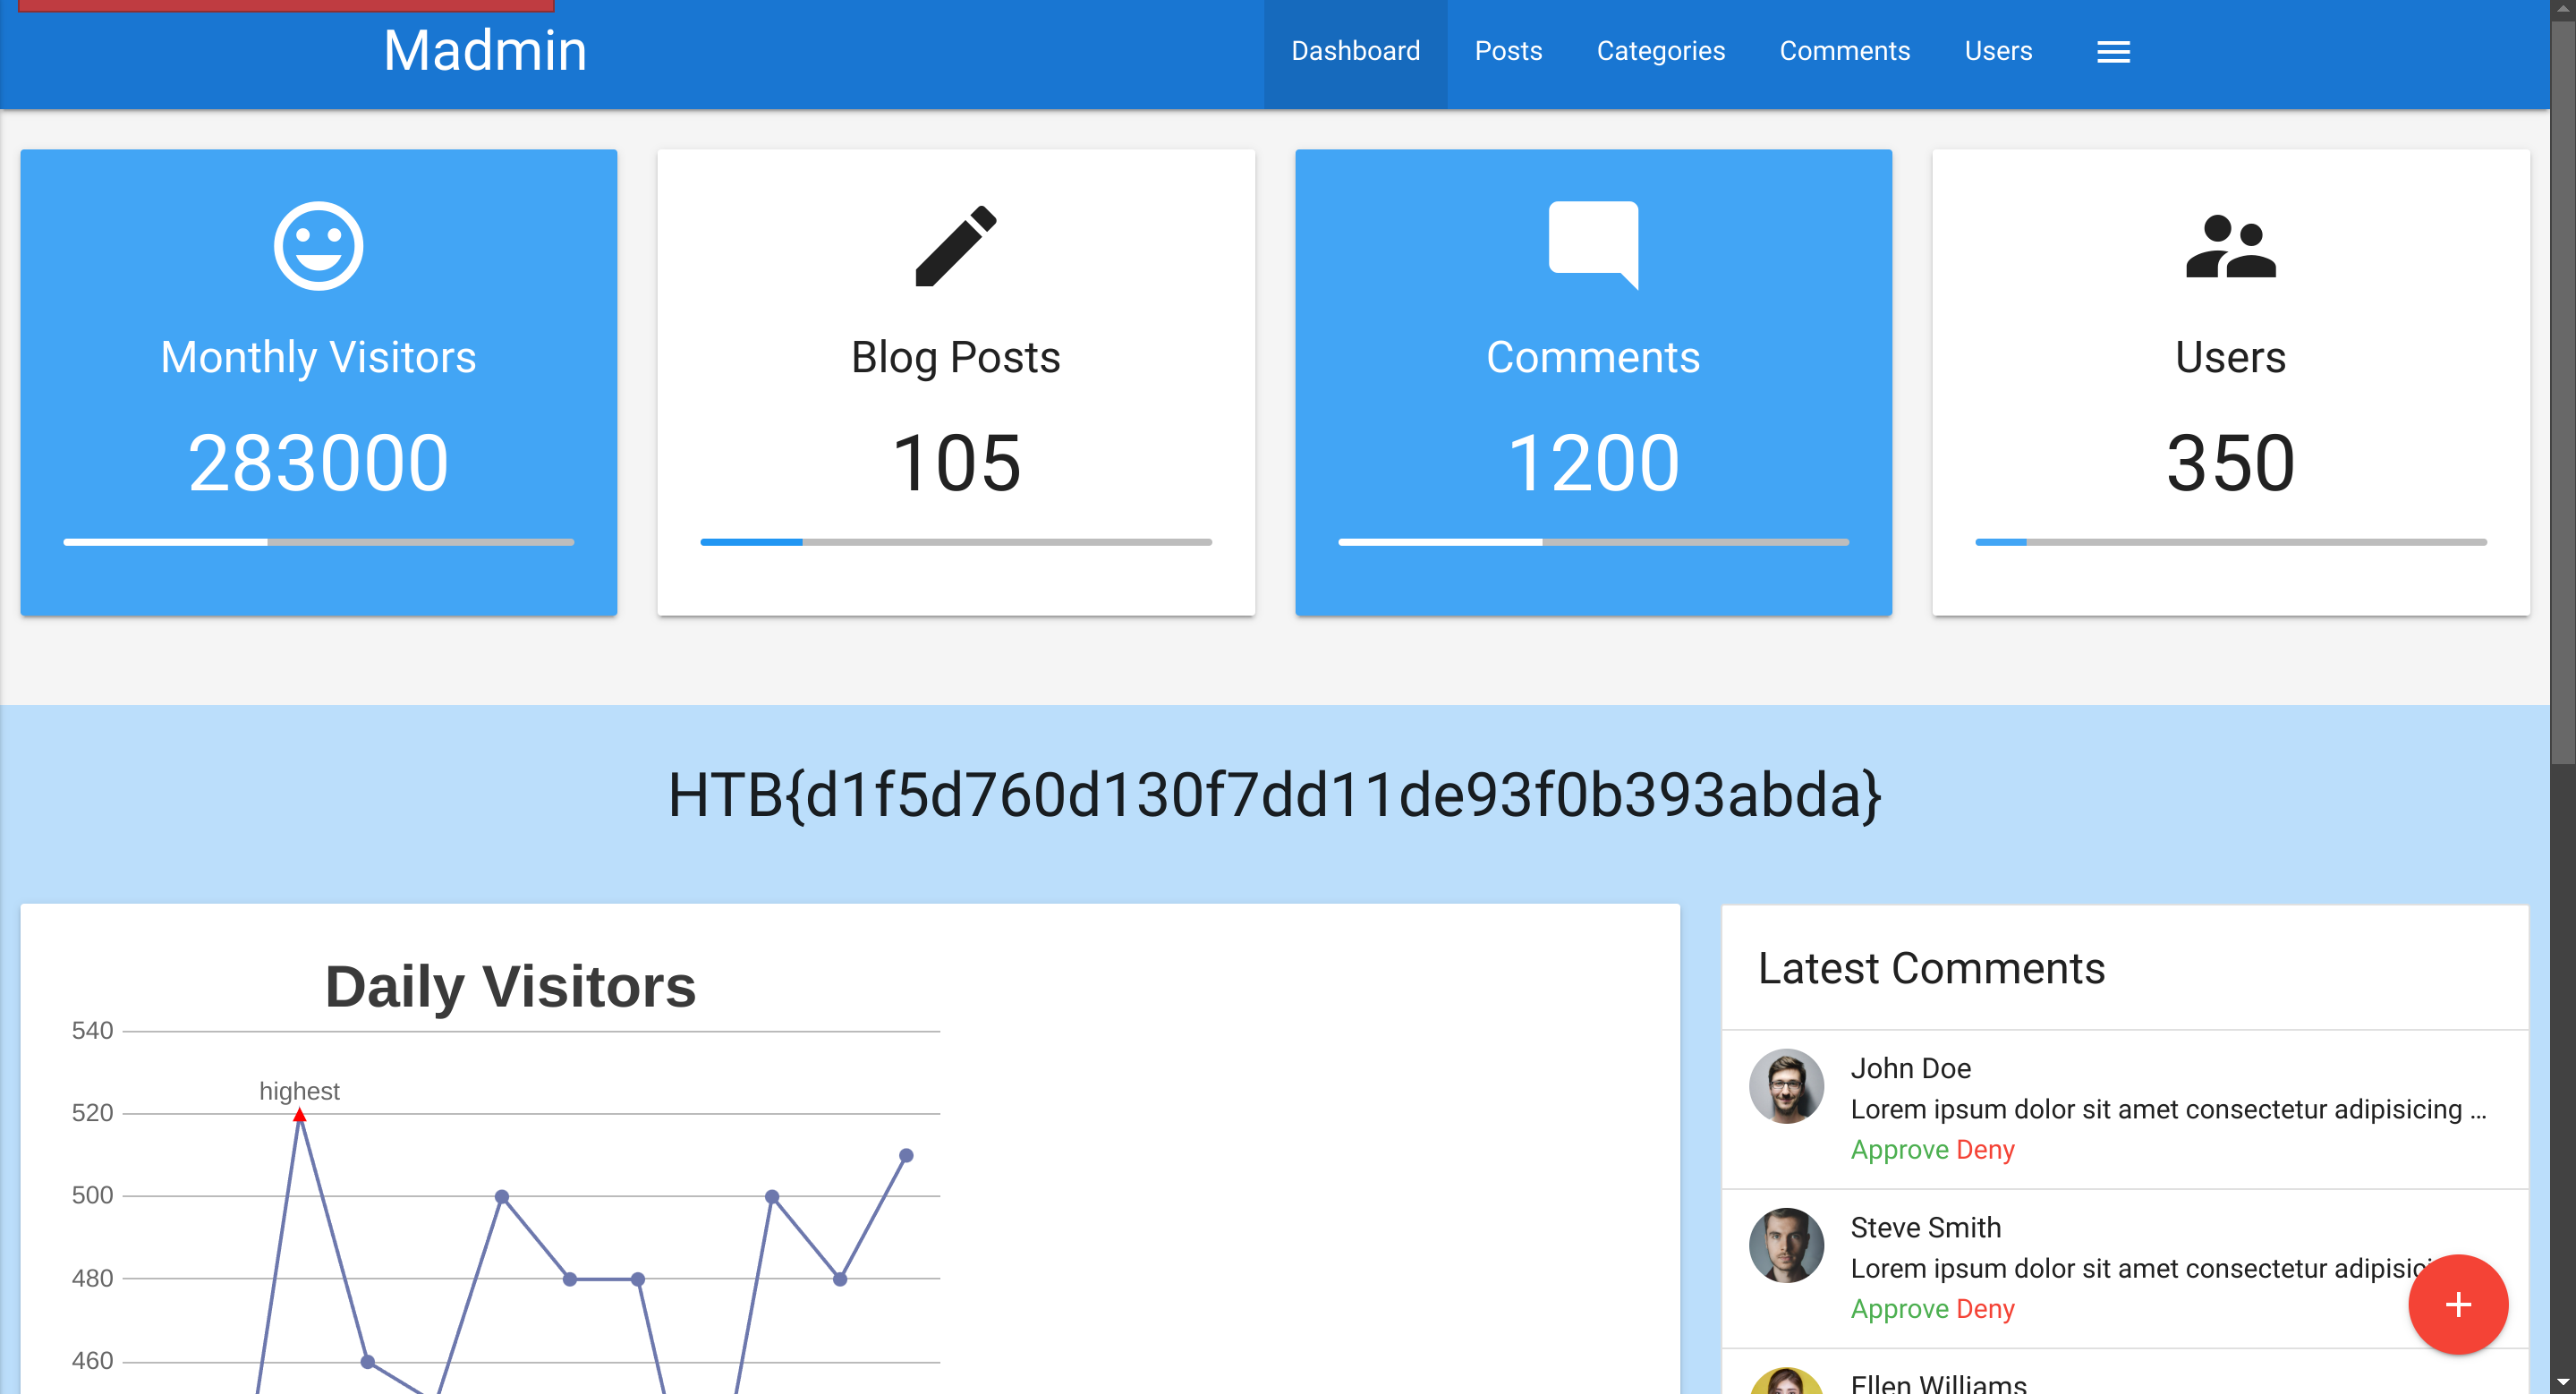 Madmin
Dashboard Posts Categories Comments Users
Monthly Visitors
283000
Blog Posts
105
Comments
1200
Users
350
HTB{d1f5d760d130f7dd11de93f0b393abda}
Daily Visitors
540
highest
520
500
480
460
Latest Comments
John Doe
Lorem ipsum dolor sit amet consectetur adipisicing ...
Approve Deny
Steve Smith
Lorem ipsum dolor sit amet consectetur
Approve Deny
Ellen Williams